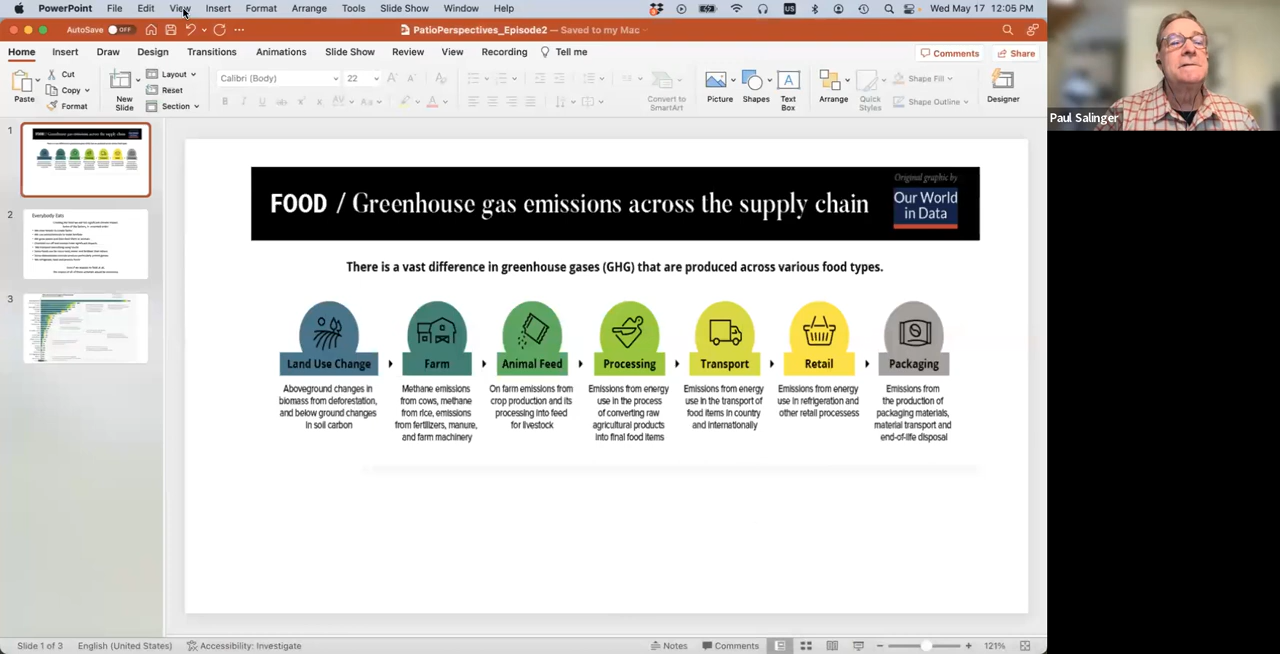 PowerPoint File Edit View Insert Format Arrange Tools Slide Show Window Help US Wed May 17 12:05 PM
AutoSave OFF PatioPerspectives_Episode2 — Saved to my Mac
Home Insert Draw Design Transitions Animations Slide Show Review View Recording Tell me Comments Share
Paste Cut Copy Format
New Slide Layout Reset Section
Calibri (Body) 22
Convert to SmartArt
Picture Shapes Text Box Arrange Quick Styles Shape Fill Shape Outline Designer
Paul Salinger
1
2
Everybody Eats
3
FOOD / Greenhouse gas emissions across the supply chain
Original graphic by
Our World
in Data
There is a vast difference in greenhouse gases (GHG) that are produced across various food types.
Land Use Change
Aboveground changes in
biomass from deforestation,
and below ground changes
in soil carbon
Farm
Methane emissions
from cows, methane
from rice, emissions
from fertilizers, manure,
and farm machinery
Animal Feed
On farm emissions from
crop production and its
processing into feed
for livestock
Processing
Emissions from energy
use in the process
of converting raw
agricultural products
into final food items
Transport
Emissions from energy
use in the transport of
food items in country
and internationally
Retail
Emissions from energy
use in refrigeration and
other retail processess
Packaging
Emissions from
the production of
packaging materials,
material transport and
end-of-life disposal
Slide 1 of 3 English (United States) Accessibility: Investigate Notes Comments 121%